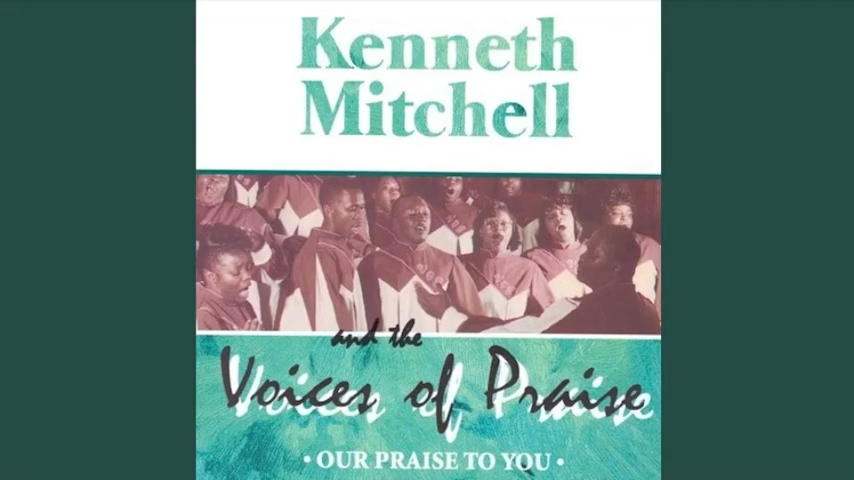 Kenneth
Mitchell
and the
Voices of Praise
• OUR PRAISE TO YOU •